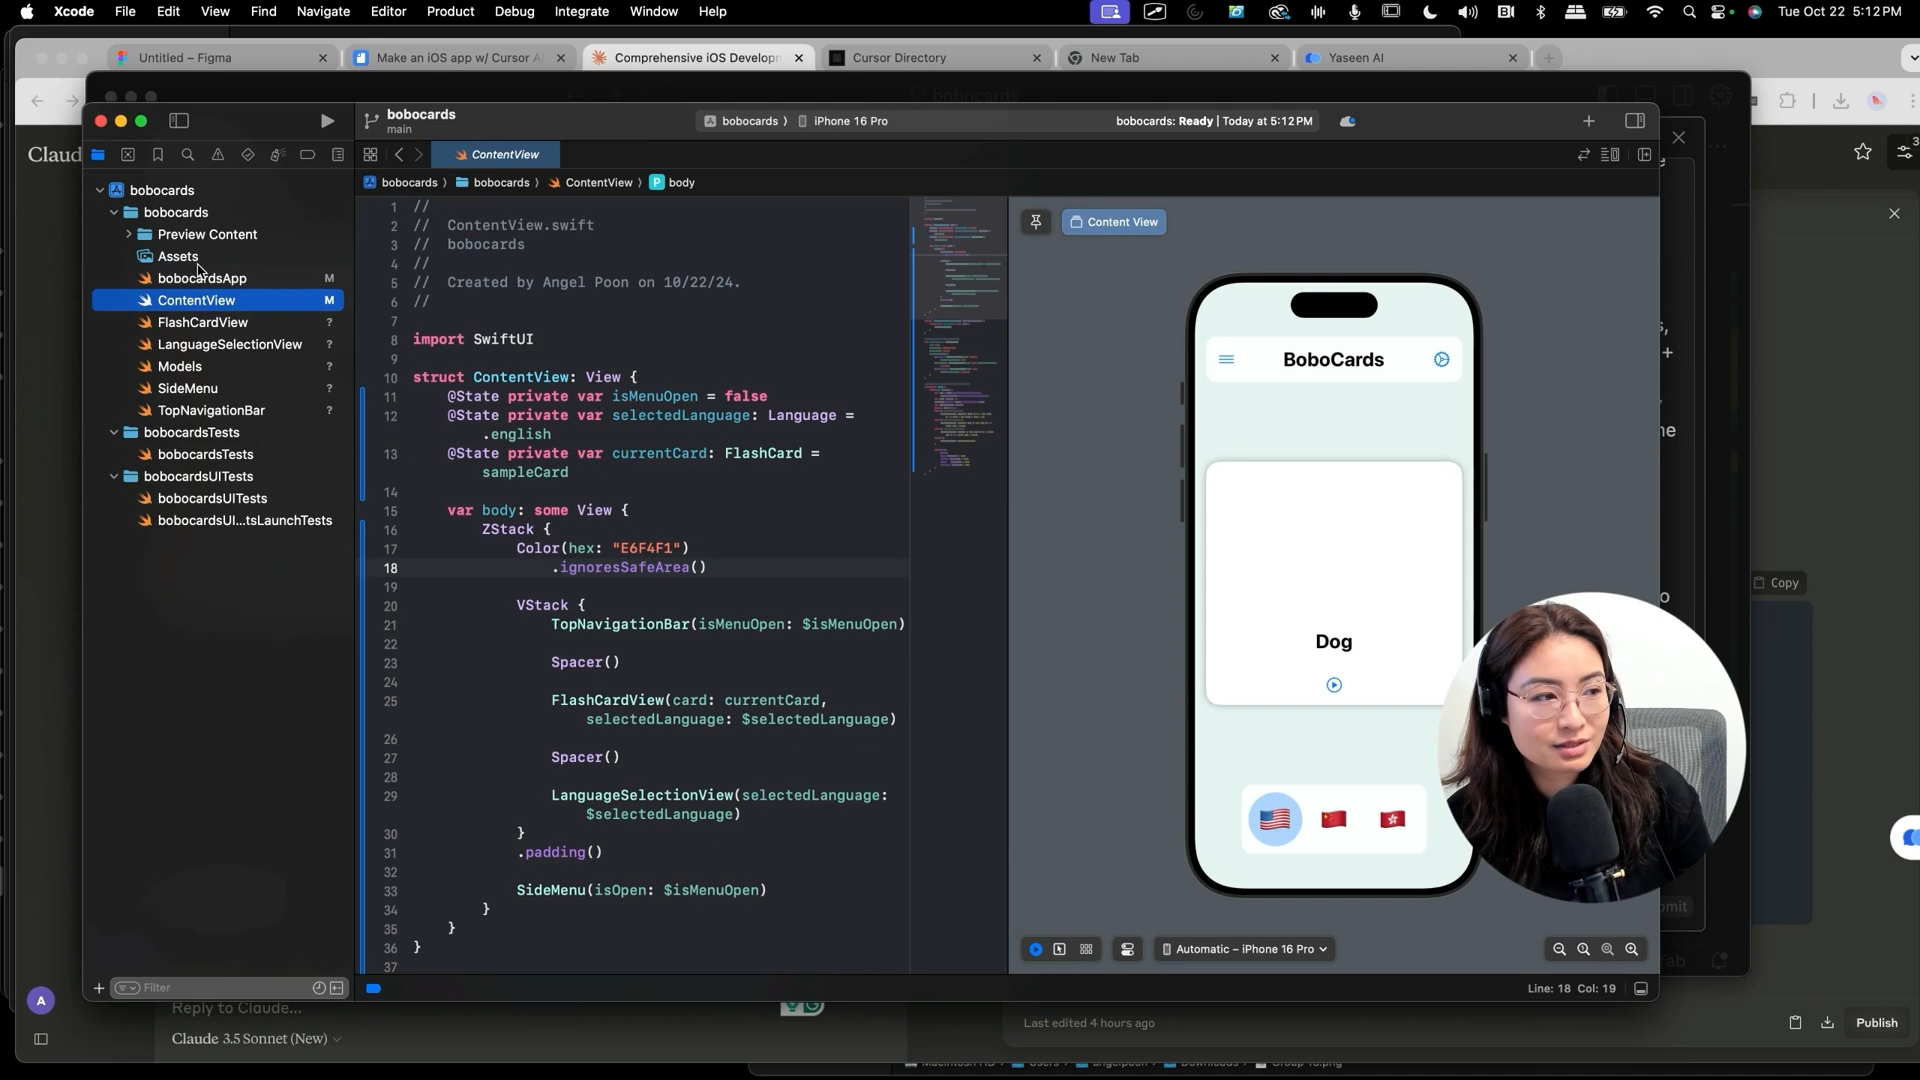 Xcode File Edit View Find Navigate Editor Product Debug Integrate Window Help Tue Oct 22 5:12 PM
Untitled – Figma Make an iOS app w/ Cursor A Comprehensive iOS Developm Cursor Directory New Tab Yaseen AI
bobocards
Claude
bobocards
main
bobocards iPhone 16 Pro
bobocards: Ready | Today at 5:12 PM
ContentView
bobocards bobocards ContentView P body
bobocards
bobocards
Preview Content
Assets
bobocardsApp M
ContentView M
FlashCardView ?
LanguageSelectionView ?
Models ?
SideMenu ?
TopNavigationBar ?
bobocardsTests
bobocardsTests
bobocardsUITests
bobocardsUITests
bobocardsUI...tsLaunchTests
Filter
1 //
2 // ContentView.swift
3 // bobocards
4 //
5 // Created by Angel Poon on 10/22/24.
6 //
7
8 import SwiftUI
9
10 struct ContentView: View {
11 @State private var isMenuOpen = false
12 @State private var selectedLanguage: Language =
.english
13 @State private var currentCard: FlashCard =
sampleCard
14
15 var body: some View {
16 ZStack {
17 Color(hex: "E6F4F1")
18 .ignoresSafeArea()
19
20 VStack {
21 TopNavigationBar(isMenuOpen: $isMenuOpen)
22
23 Spacer()
24
25 FlashCardView(card: currentCard,
selectedLanguage: $selectedLanguage)
26
27 Spacer()
28
29 LanguageSelectionView(selectedLanguage:
$selectedLanguage)
30 }
31 .padding()
32
33 SideMenu(isOpen: $isMenuOpen)
34 }
35 }
36 }
37
Content View
BoboCards
Dog
Automatic – iPhone 16 Pro
Line: 18 Col: 19
Copy
A
Reply to Claude...
Claude 3.5 Sonnet (New)
Last edited 4 hours ago
Publish